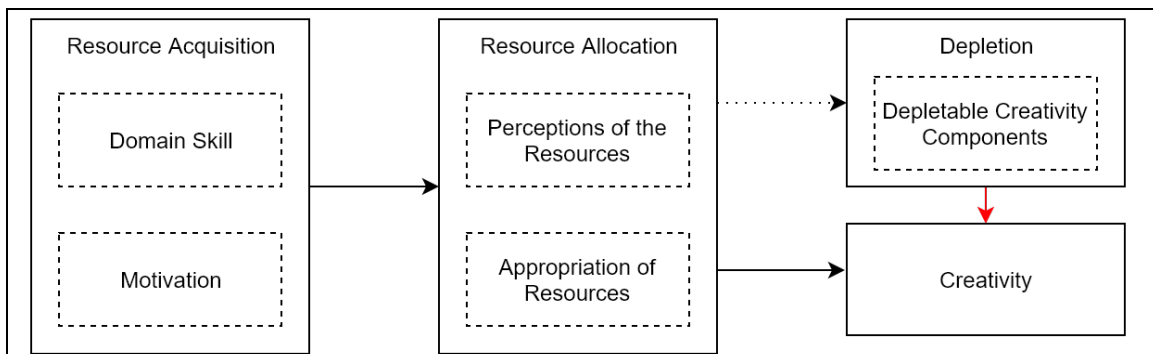 Resource Acquisition
Domain Skill
Motivation
Resource Allocation
Perceptions of the
Resources
Appropriation of
Resources
Depletion
Depletable Creativity
Components
Creativity